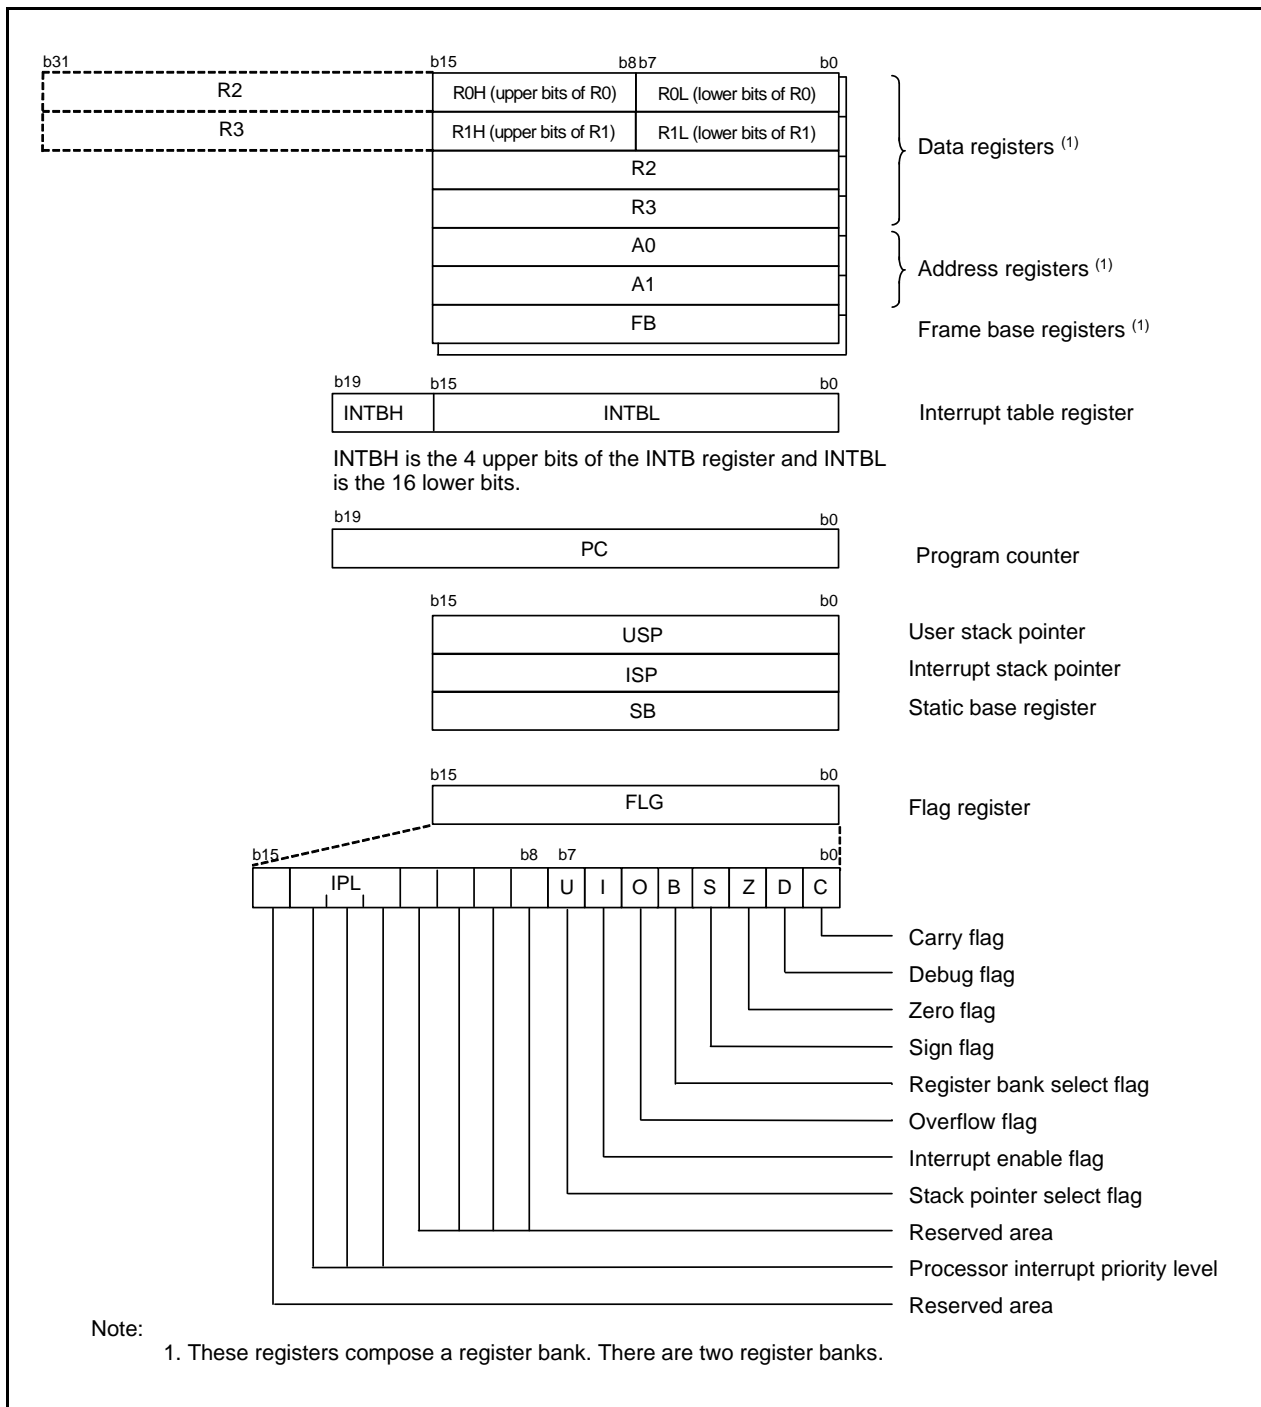 b31 b15 b8 b7 b0
R2 R0H (upper bits of R0) R0L (lower bits of R0)
R3 R1H (upper bits of R1) R1L (lower bits of R1)
Data registers (1)
R2
R3
A0
Address registers (1)
A1
FB Frame base registers (1)
b19 b15 b0
INTBH INTBL Interrupt table register
INTBH is the 4 upper bits of the INTB register and INTBL
is the 16 lower bits.
b19 b0
PC Program counter
b15 b0
USP User stack pointer
ISP Interrupt stack pointer
SB Static base register
b15 b0
FLG Flag register
b15 b8 b7 b0
IPL U I O B S Z D C
Carry flag
Debug flag
Zero flag
Sign flag
Register bank select flag
Overflow flag
Interrupt enable flag
Stack pointer select flag
Reserved area
Processor interrupt priority level
Reserved area
Note:
1. These registers compose a register bank. There are two register banks.